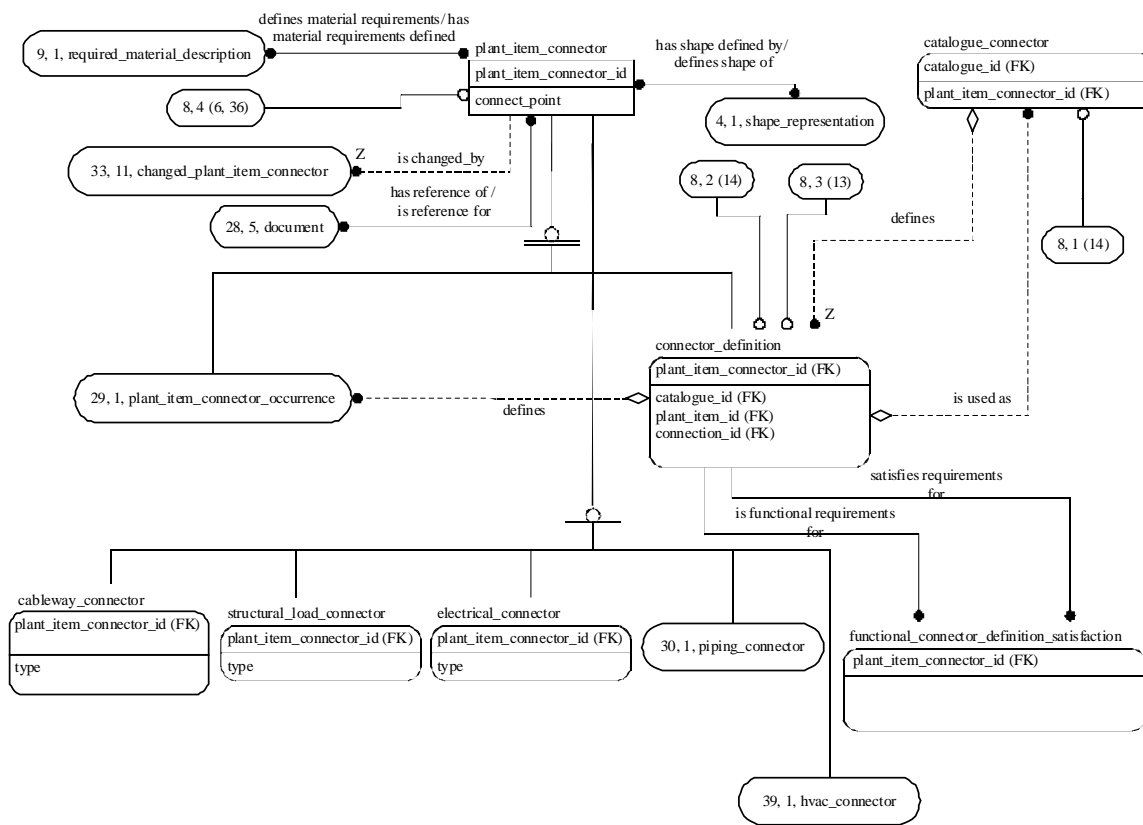 defines material requirements/ has
material requirements defined
9, 1, required_material_description
plant_item_connector
plant_item_connector_id
connect_point
has shape defined by/
defines shape of
catalogue_connector
catalogue_id (FK)
plant_item_connector_id (FK)
8, 4 (6, 36)
4, 1, shape_representation
Z
is changed_by
33, 11, changed_plant_item_connector
8, 2 (14)
8, 3 (13)
has reference of /
is reference for
28, 5, document
defines
8, 1 (14)
Z
connector_definition
plant_item_connector_id (FK)
catalogue_id (FK)
plant_item_id (FK)
connection_id (FK)
29, 1, plant_item_connector_occurrence
defines
is used as
satisfies requirements
for
is functional requirements
for
cableway_connector
plant_item_connector_id (FK)
type
structural_load_connector
plant_item_connector_id (FK)
type
electrical_connector
plant_item_connector_id (FK)
type
30, 1, piping_connector
functional_connector_definition_satisfaction
plant_item_connector_id (FK)
39, 1, hvac_connector